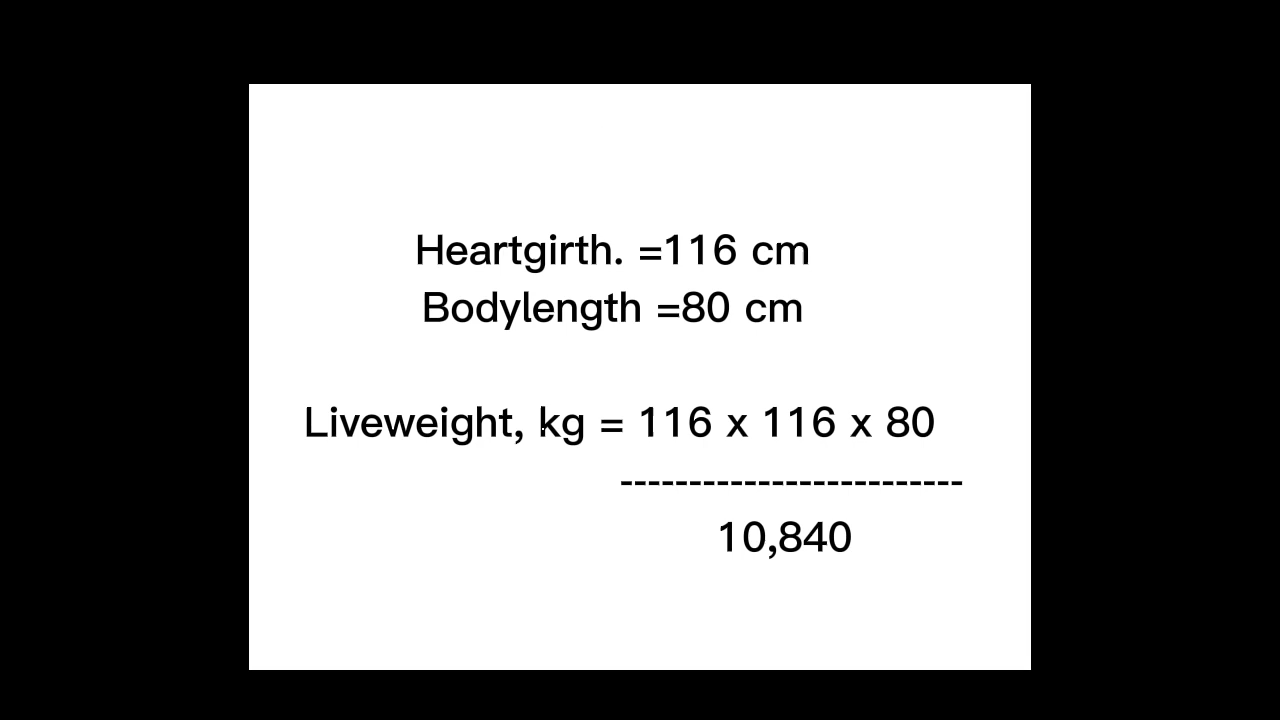 Heartgirth. =116 cm
Bodylength =80 cm
Liveweight, kg = 116 x 116 x 80
-------------------------
10,840